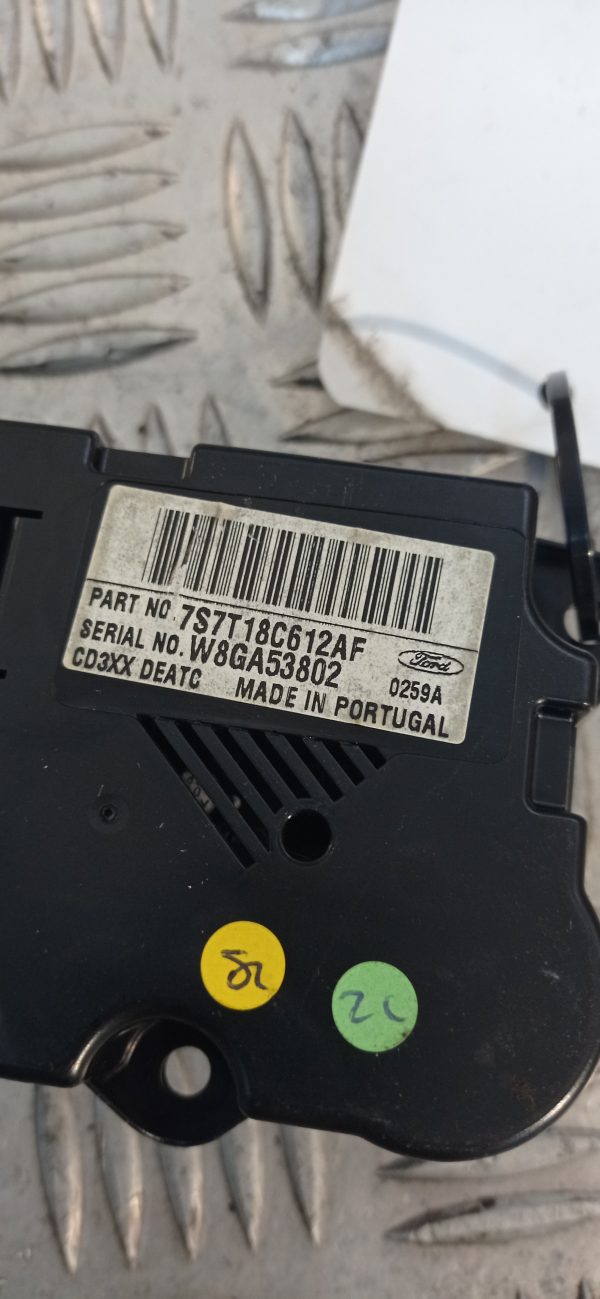 PART NO 7S7T18C612AF
SERIAL NO. W8GA53802
Ford
0259A
CD3XX DEATC MADE IN PORTUGAL